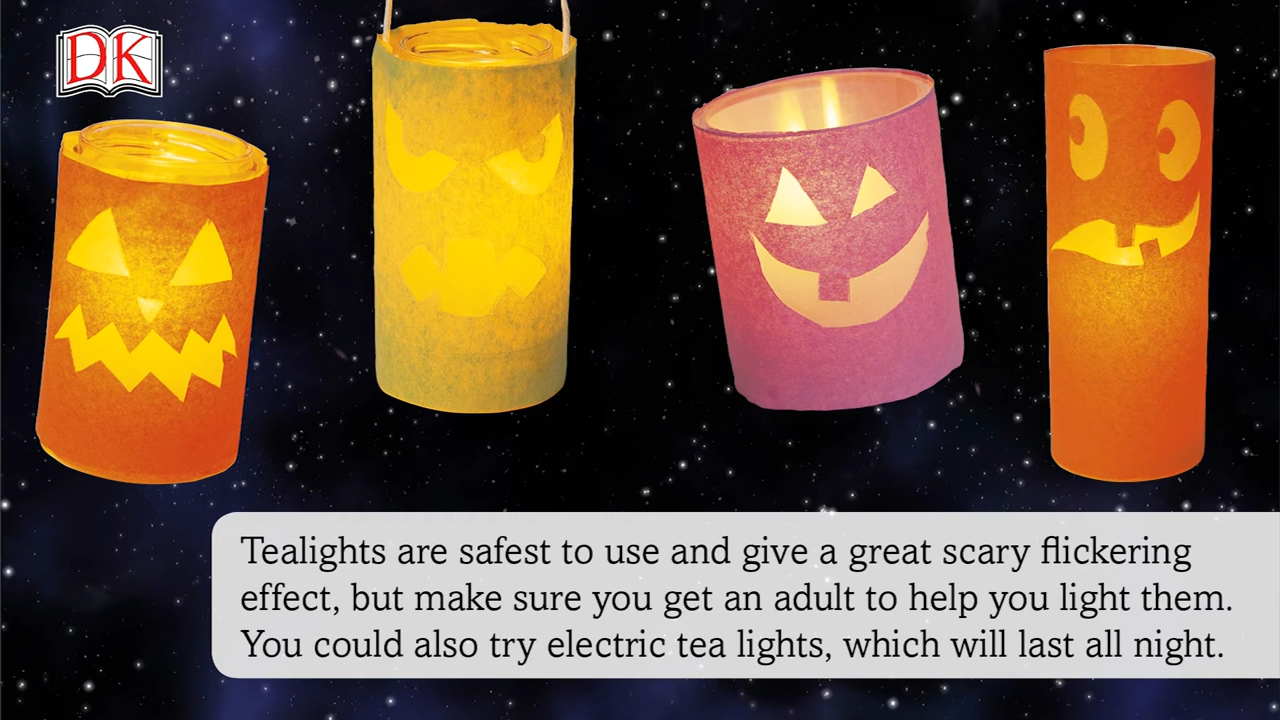 DK
Tealights are safest to use and give a great scary flickering
effect, but make sure you get an adult to help you light them.
You could also try electric tea lights, which will last all night.